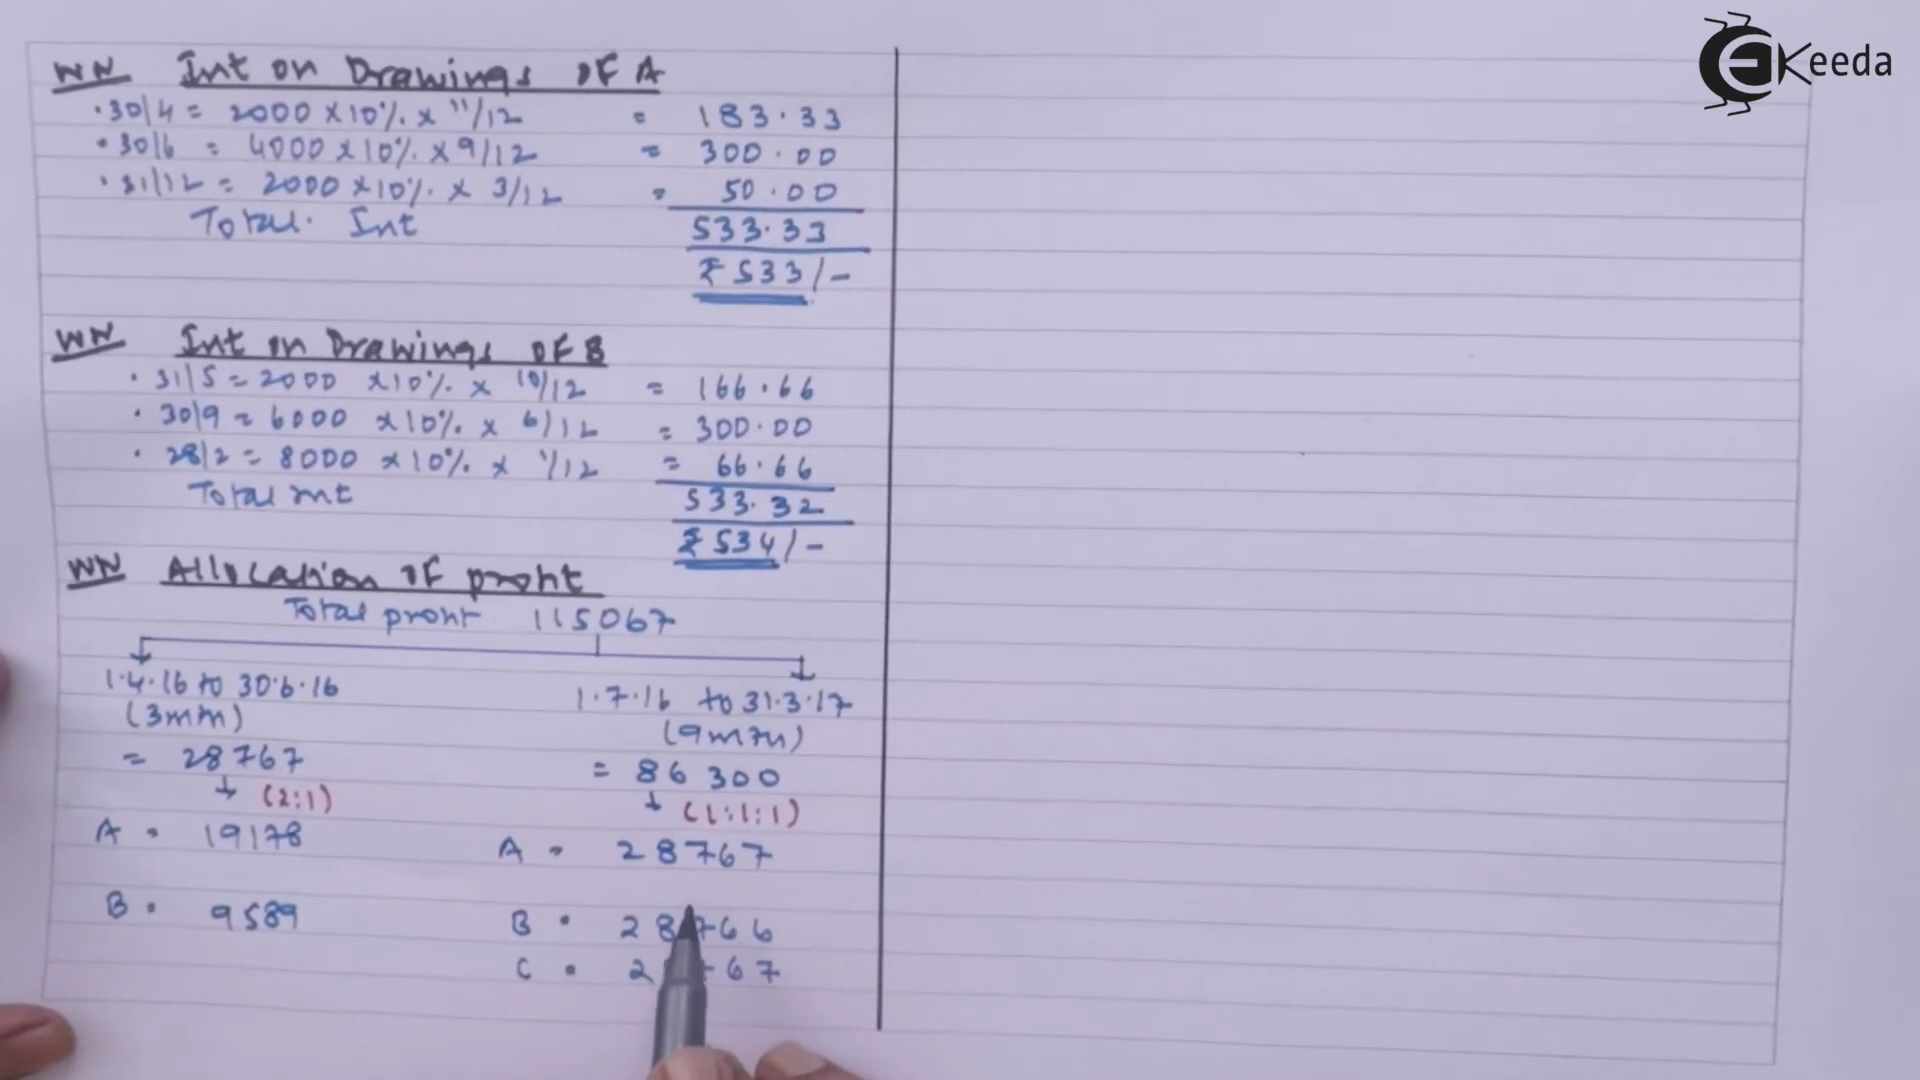 EKeeda
WN Int on Drawings OF A
• 30/4 = 2000 x 10%. x 11/12 = 183.33
• 30/6 = 4000 x 10%. x 9/12 = 300.00
• 31/12 = 2000 x 10%. x 3/12 = 50.00
Total. Int 533.33
₹ 533/-
WN Int on Drawings OF B
• 31/5 = 2000 x 10%. x 10/12 = 166.66
• 30/9 = 6000 x 10%. x 6/12 = 300.00
• 28/2 = 8000 x 10%. x 1/12 = 66.66
Total Int 533.32
₹ 534/-
WN Allocation OF profit
Total profit 115067
1.4.16 to 30.6.16 1.7.16 to 31.3.17
(3mm) (9mm)
= 28767 = 86300
(2:1) (1:1:1)
A = 19178 A = 28767
B = 9589 B = 28766
C =